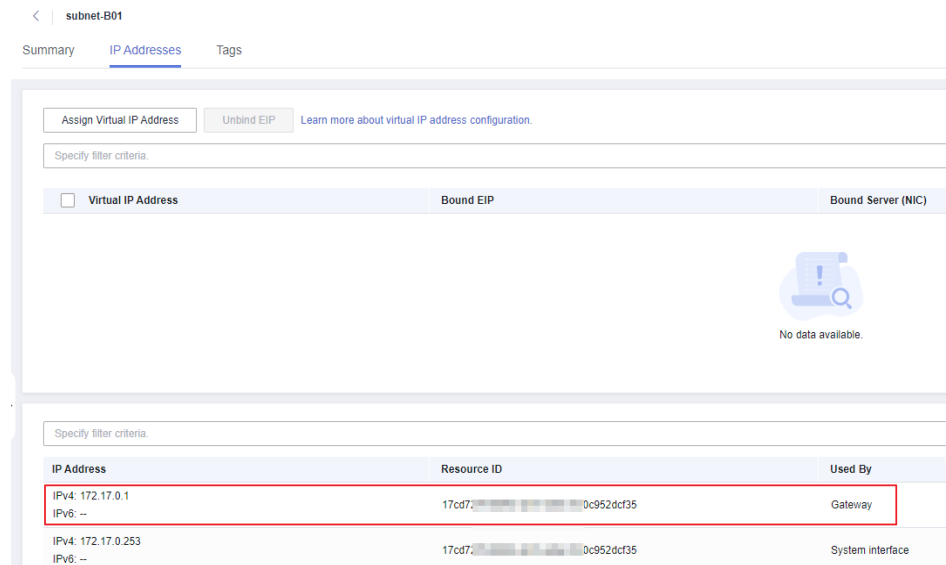 subnet-B01
Summary IP Addresses Tags
Assign Virtual IP Address Unbind EIP Learn more about virtual IP address configuration.
Specify filter criteria.
Virtual IP Address Bound EIP Bound Server (NIC)
No data available.
Specify filter criteria.
IP Address Resource ID Used By
IPv4: 172.17.0.1
IPv6: --
17cd72 0c952dcf35 Gateway
IPv4: 172.17.0.253
IPv6: --
17cd72 0c952dcf35 System interface